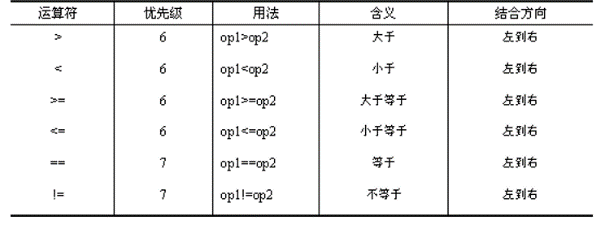 运算符 优先级 用法 含义 结合方向
> 6 op1>op2 大于 左到右
< 6 op1<op2 小于 左到右
>= 6 op1>=op2 大于等于 左到右
<= 6 op1<=op2 小于等于 左到右
== 7 op1==op2 等于 左到右
!= 7 op1!=op2 不等于 左到右